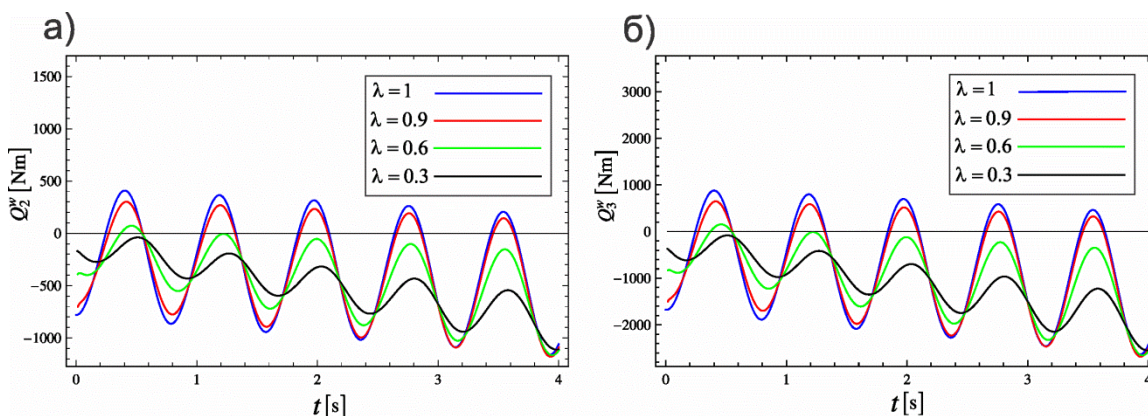 а)
1500
1000
500
0
−500
−1000
Q₂ʷ [Nm]
λ = 1
λ = 0.9
λ = 0.6
λ = 0.3
0 1 2 3 4
t [s]
б)
3000
2000
1000
0
−1000
−2000
Q₃ʷ [Nm]
λ = 1
λ = 0.9
λ = 0.6
λ = 0.3
0 1 2 3 4
t [s]